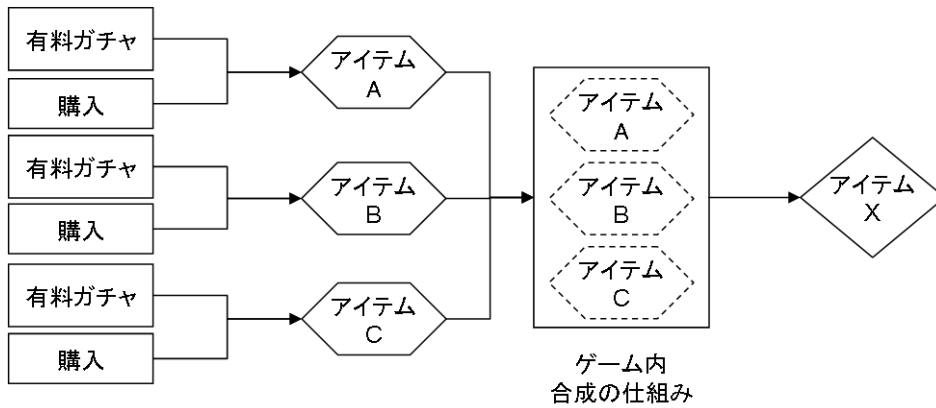 有料ガチャ
購入
有料ガチャ
購入
有料ガチャ
購入
アイテム
A
アイテム
B
アイテム
C
アイテム
A
アイテム
B
アイテム
C
ゲーム内
合成の仕組み
アイテム
X